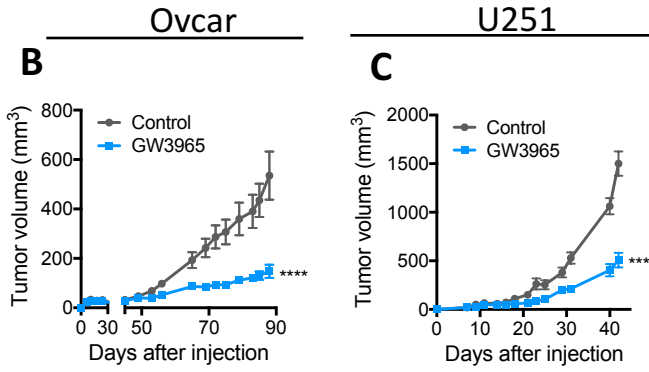 Ovcar
B
Tumor volume (mm³)
800
600
400
200
0
Control
GW3965
****
0 30 50 70 90
Days after injection
U251
C
Tumor volume (mm³)
2000
1500
1000
500
0
Control
GW3965
***
0 10 20 30 40
Days after injection